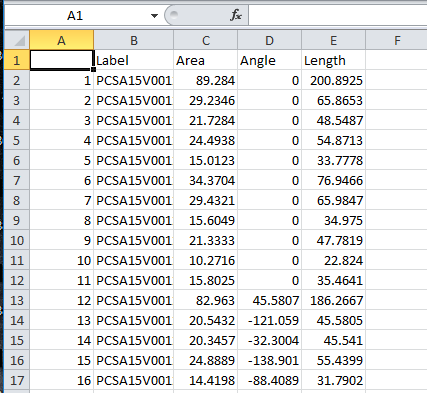 A1 fx
A B C D E F
1 Label Area Angle Length
2 1 PCSA15V001 89.284 0 200.8925
3 2 PCSA15V001 29.2346 0 65.8653
4 3 PCSA15V001 21.7284 0 48.5487
5 4 PCSA15V001 24.4938 0 54.8713
6 5 PCSA15V001 15.0123 0 33.7778
7 6 PCSA15V001 34.3704 0 76.9466
8 7 PCSA15V001 29.4321 0 65.9847
9 8 PCSA15V001 15.6049 0 34.975
10 9 PCSA15V001 21.3333 0 47.7819
11 10 PCSA15V001 10.2716 0 22.824
12 11 PCSA15V001 15.8025 0 35.4641
13 12 PCSA15V001 82.963 45.5807 186.2667
14 13 PCSA15V001 20.5432 -121.059 45.5805
15 14 PCSA15V001 20.3457 -32.3004 45.541
16 15 PCSA15V001 24.8889 -138.901 55.4399
17 16 PCSA15V001 14.4198 -88.4089 31.7902